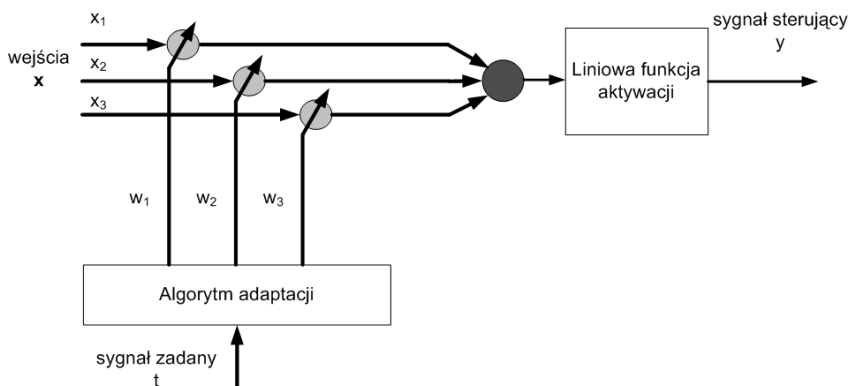 x₁
wejścia
x
x₂
x₃
w₁
w₂
w₃
Liniowa funkcja
aktywacji
sygnał sterujący
y
Algorytm adaptacji
sygnał zadany
t